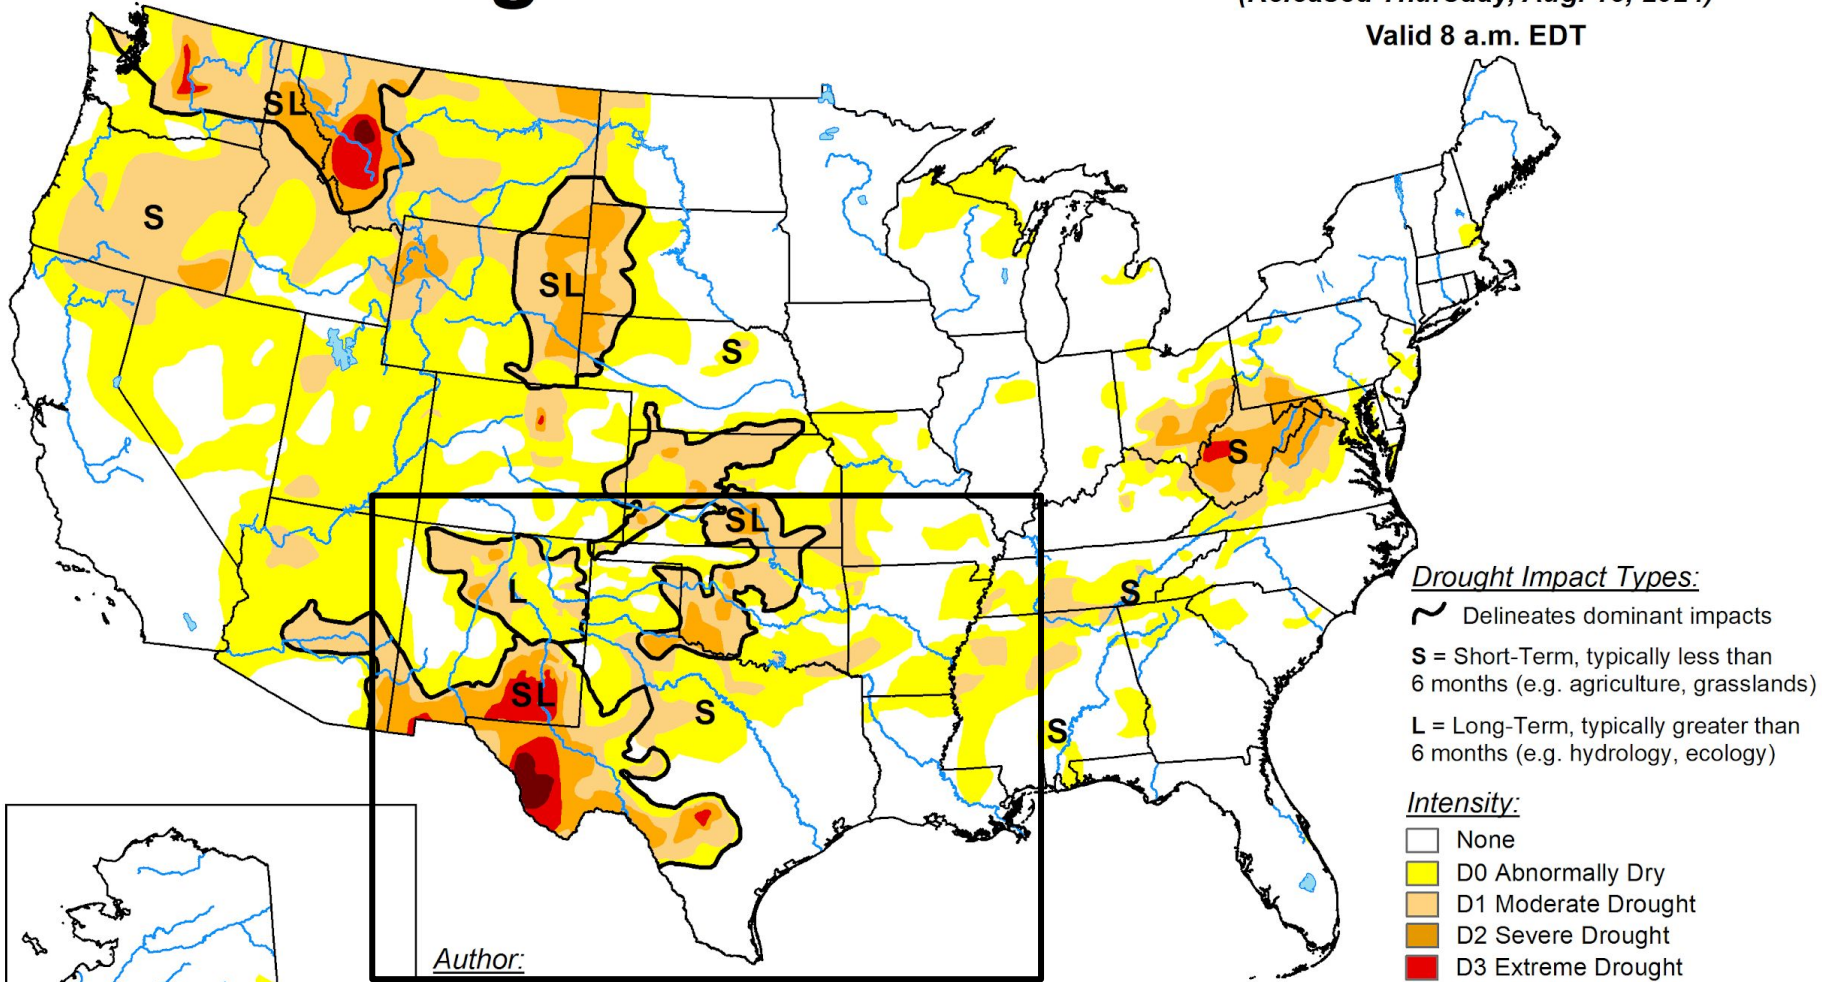 Valid 8 a.m. EDT
SL
S
SL
S
S
SL
L
S
SL
S
S
Drought Impact Types:
Delineates dominant impacts
S = Short-Term, typically less than
6 months (e.g. agriculture, grasslands)
L = Long-Term, typically greater than
6 months (e.g. hydrology, ecology)
Intensity:
None
D0 Abnormally Dry
D1 Moderate Drought
D2 Severe Drought
D3 Extreme Drought
Author: